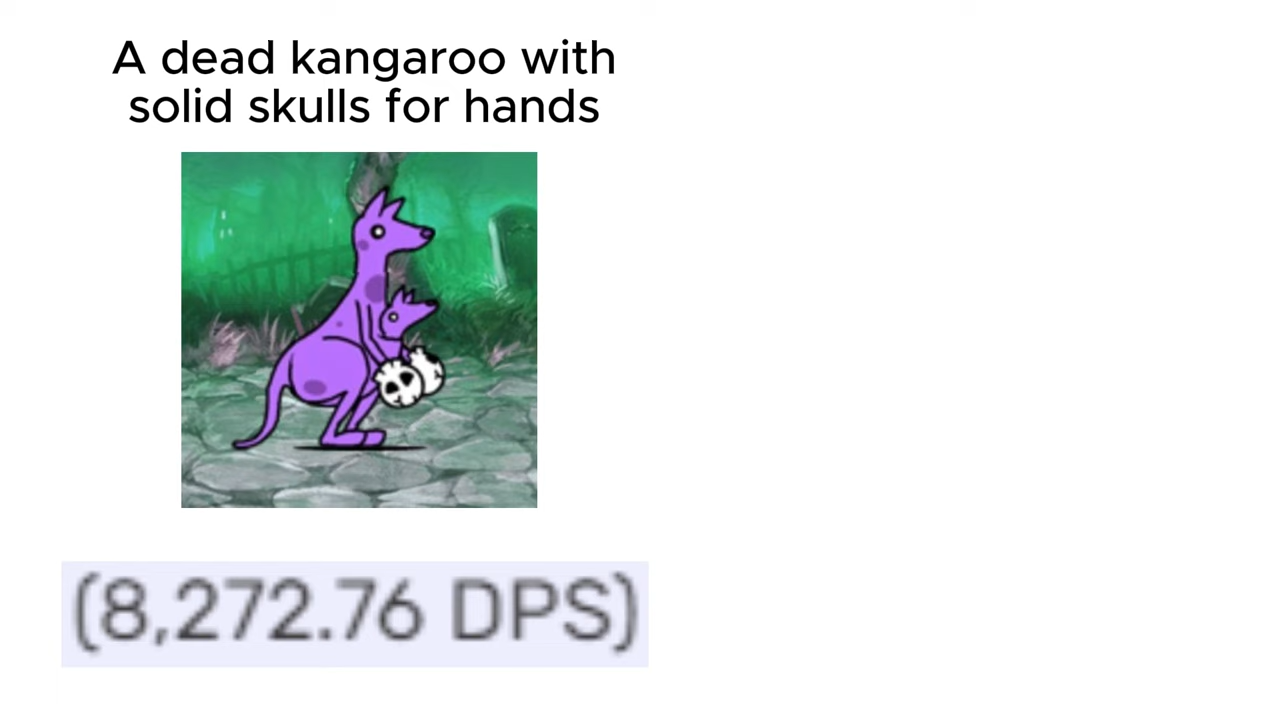 A dead kangaroo with
solid skulls for hands
(8,272.76 DPS)